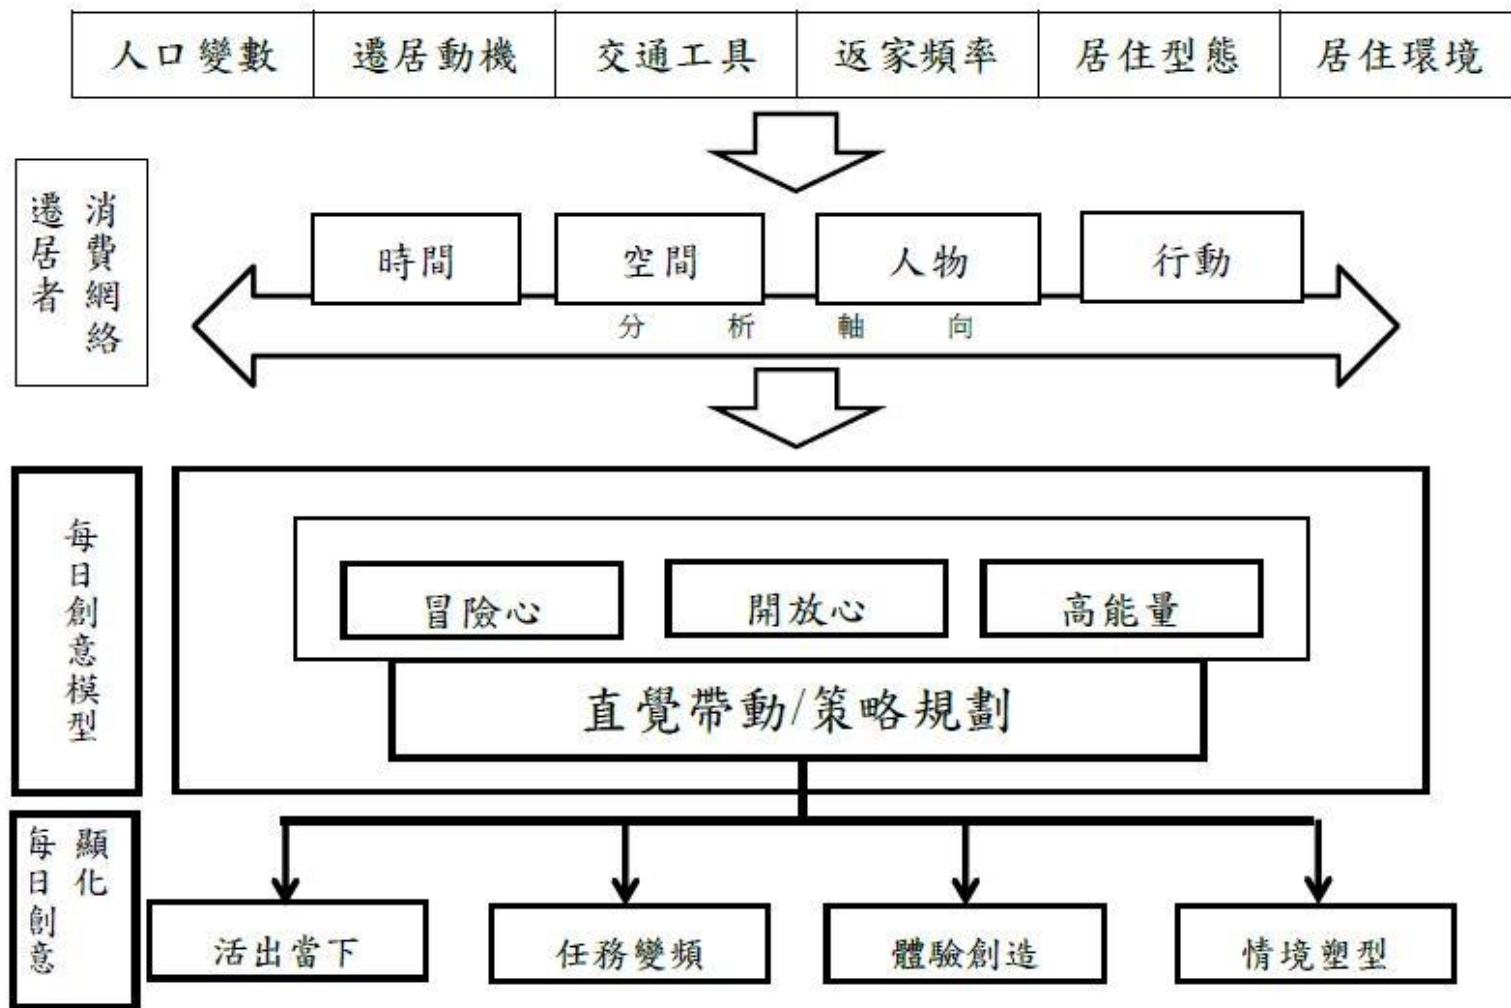 人口變數 遷居動機 交通工具 返家頻率 居住型態 居住環境
遷居者
消費網絡
時間 空間 人物 行動
分析軸向
每日創意模型
冒險心 開放心 高能量
直覺帶動/策略規劃
每日創意
顯化
活出當下 任務變頻 體驗創造 情境塑型